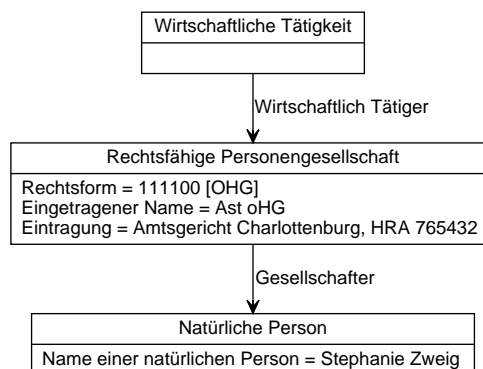 Wirtschaftliche Tätigkeit
Wirtschaftlich Tätiger
Rechtsfähige Personengesellschaft
Rechtsform = 111100 [OHG]
Eingetragener Name = Ast oHG
Eintragung = Amtsgericht Charlottenburg, HRA 765432
Gesellschafter
Natürliche Person
Name einer natürlichen Person = Stephanie Zweig